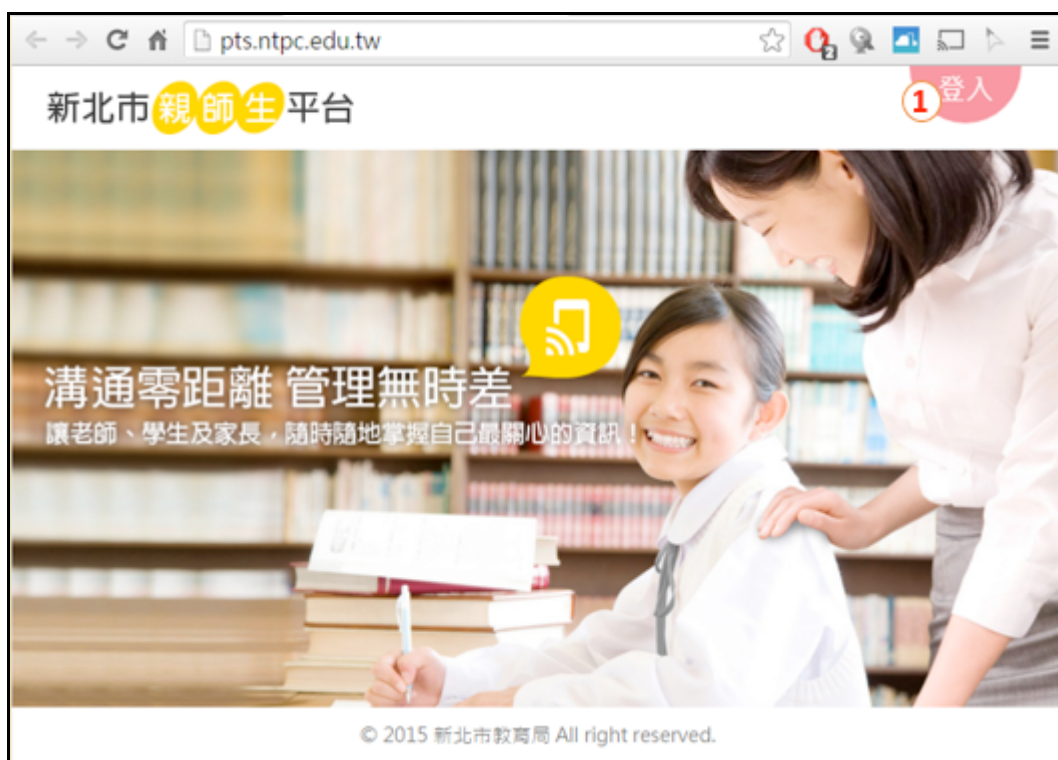 pts.ntpc.edu.tw
2
新北市親師生平台
1 登入
溝通零距離 管理無時差
讓老師、學生及家長，隨時隨地掌握自己最關心的資訊！
© 2015 新北市教育局 All right reserved.